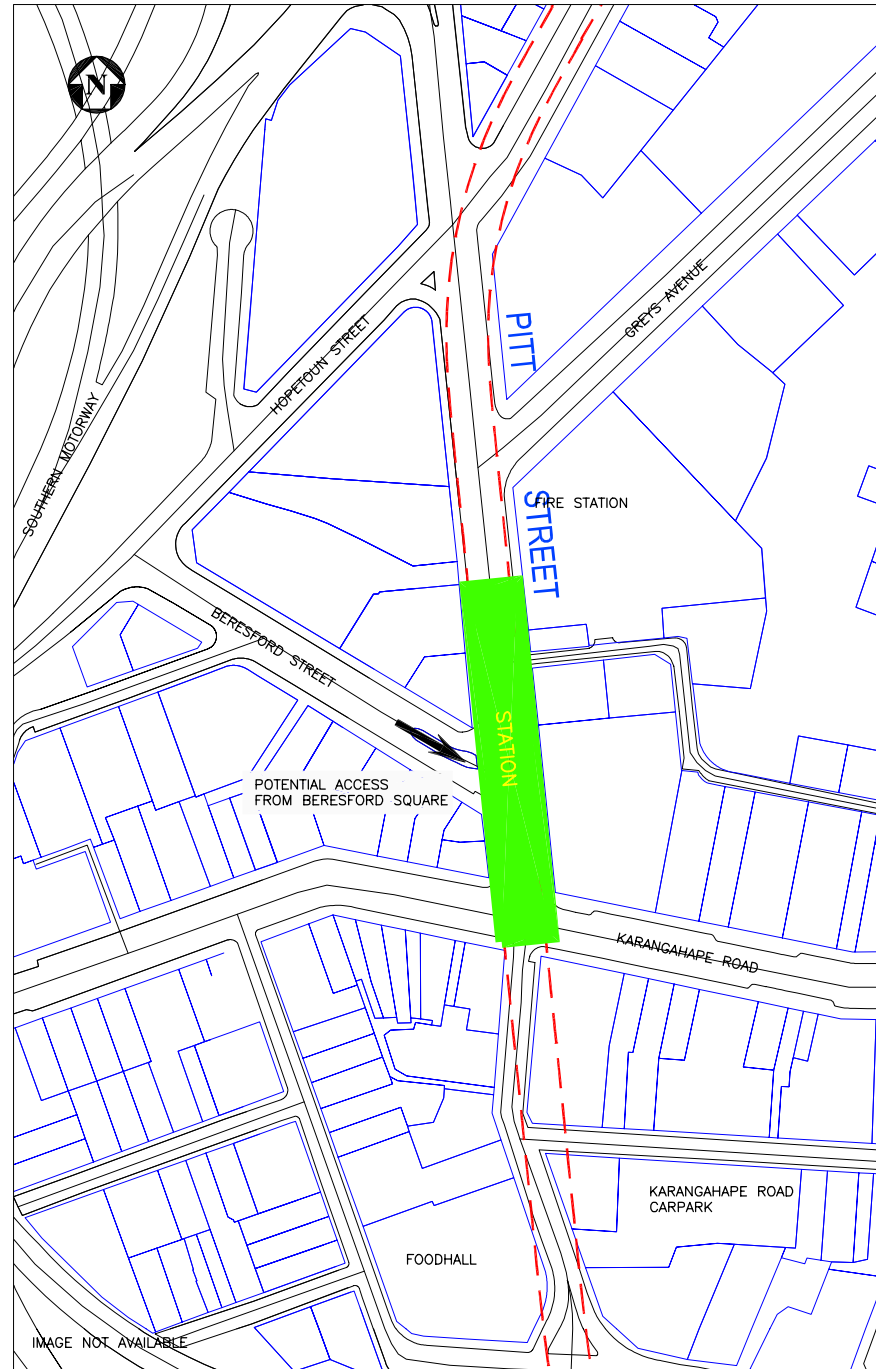 N
PITT
GREYS AVENUE
HOPETOUN STREET
SOUTHERN MOTORWAY
STREET
FIRE STATION
BERESFORD STREET
STATION
POTENTIAL ACCESS
FROM BERESFORD SQUARE
KARANGAHAPE ROAD
KARANGAHAPE ROAD
CARPARK
FOODHALL
IMAGE NOT AVAILABLE